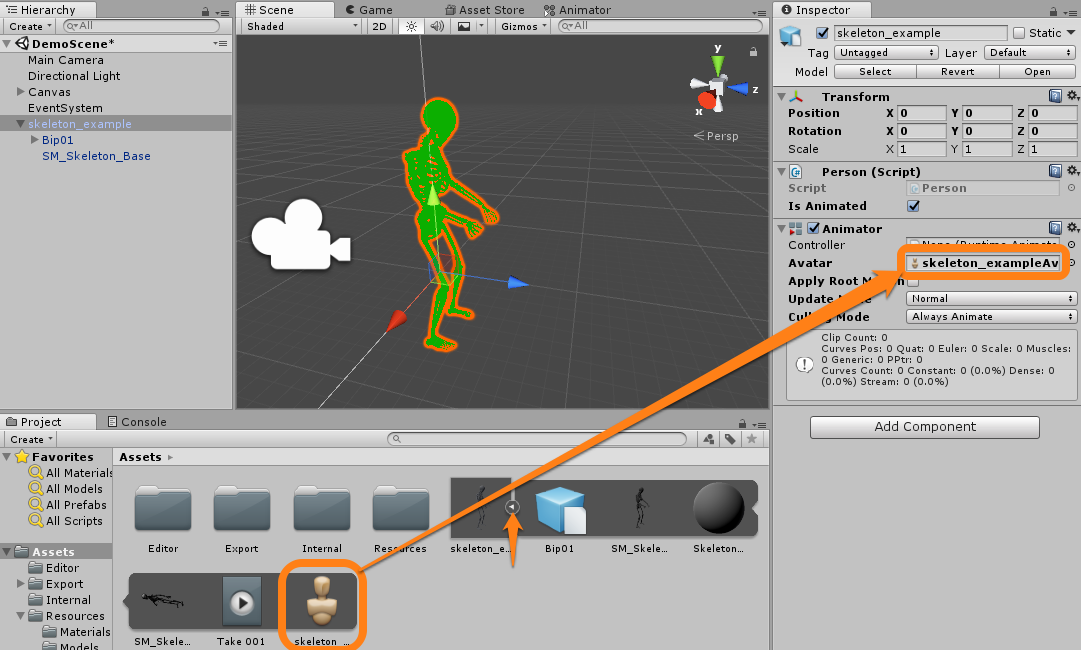 Hierarchy
Create
All
DemoScene*
Main Camera
Directional Light
Canvas
EventSystem
skeleton_example
Bip01
SM_Skeleton_Base
Scene
Game
Asset Store
Animator
Shaded
2D
Gizmos
All
y
z
x
Persp
Inspector
skeleton_example
Static
Tag
Untagged
Layer
Default
Model
Select
Revert
Open
Transform
Position X 0 Y 0 Z 0
Rotation X 0 Y 0 Z 0
Scale X 1 Y 1 Z 1
Person (Script)
Script
Person
Is Animated
Animator
Controller
None (Runtime Animato
Avatar
skeleton_exampleAv
Apply Root
Update
Normal
Mode
Always Animate
Clip Count: 0
Curves Pos: 0 Quat: 0 Euler: 0 Scale: 0 Muscles:
0 Generic: 0 PPtr: 0
Curves Count: 0 Constant: 0 (0.0%) Dense: 0
(0.0%) Stream: 0 (0.0%)
Add Component
Project
Console
Create
Favorites
All Materials
All Models
All Prefabs
All Scripts
Assets
Editor
Export
Internal
Resources
Materials
Models
Assets
Editor
Export
Internal
Resources
skeleton_e...
Bip01
SM_Skele...
Skeleton...
SM_Skele...
Take 001
skeleton_...